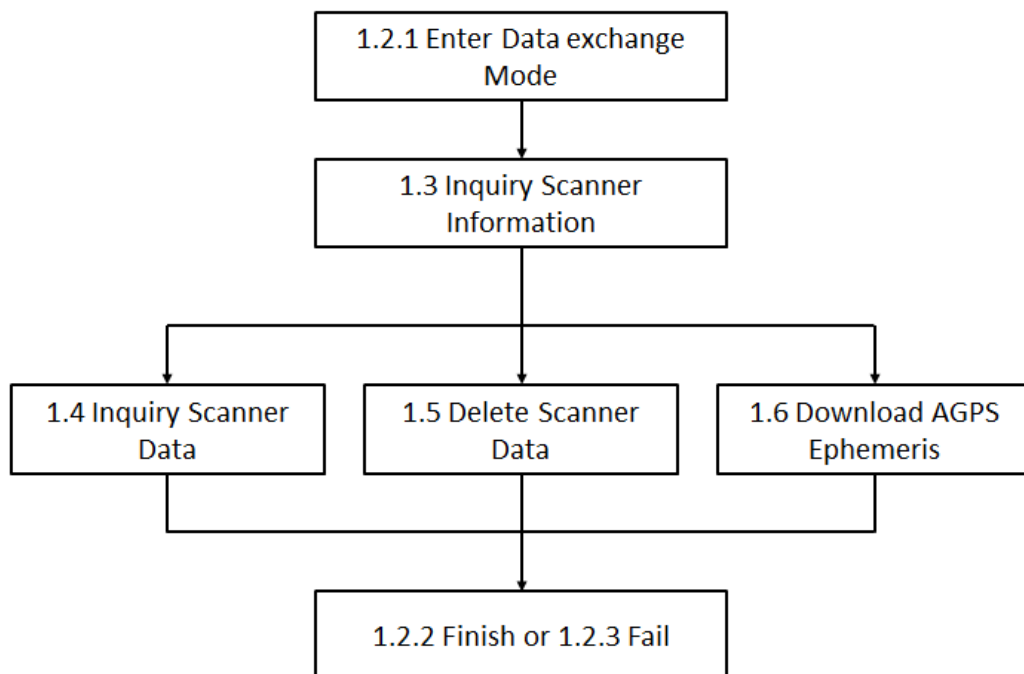 1.2.1 Enter Data exchange
Mode
1.3 Inquiry Scanner
Information
1.4 Inquiry Scanner
Data
1.5 Delete Scanner
Data
1.6 Download AGPS
Ephemeris
1.2.2 Finish or 1.2.3 Fail